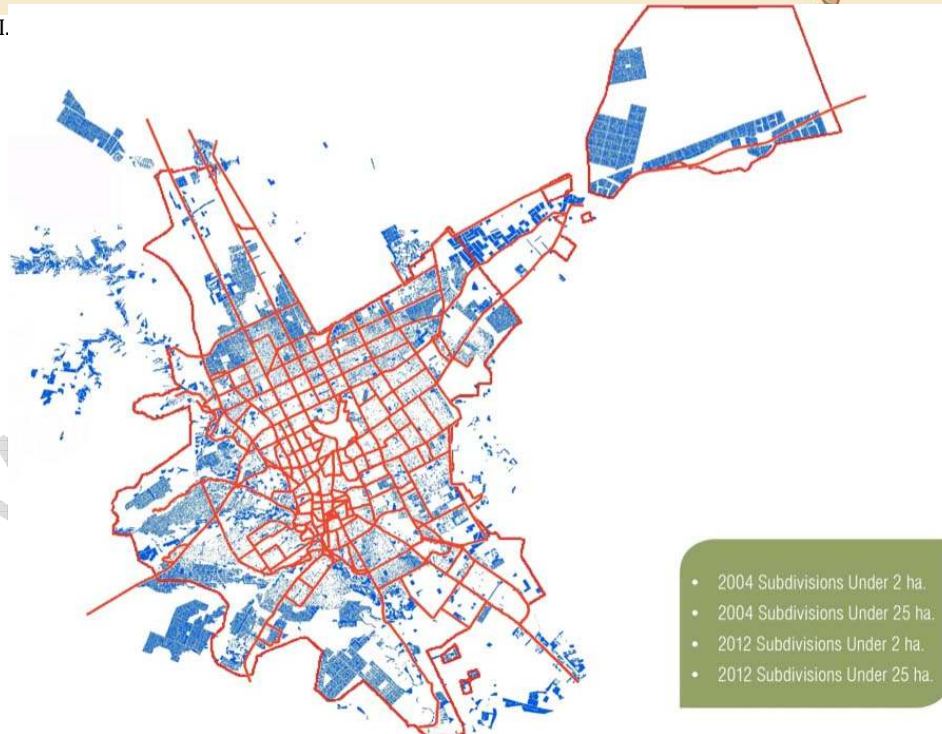 I.
• 2004 Subdivisions Under 2 ha.
• 2004 Subdivisions Under 25 ha.
• 2012 Subdivisions Under 2 ha.
• 2012 Subdivisions Under 25 ha.